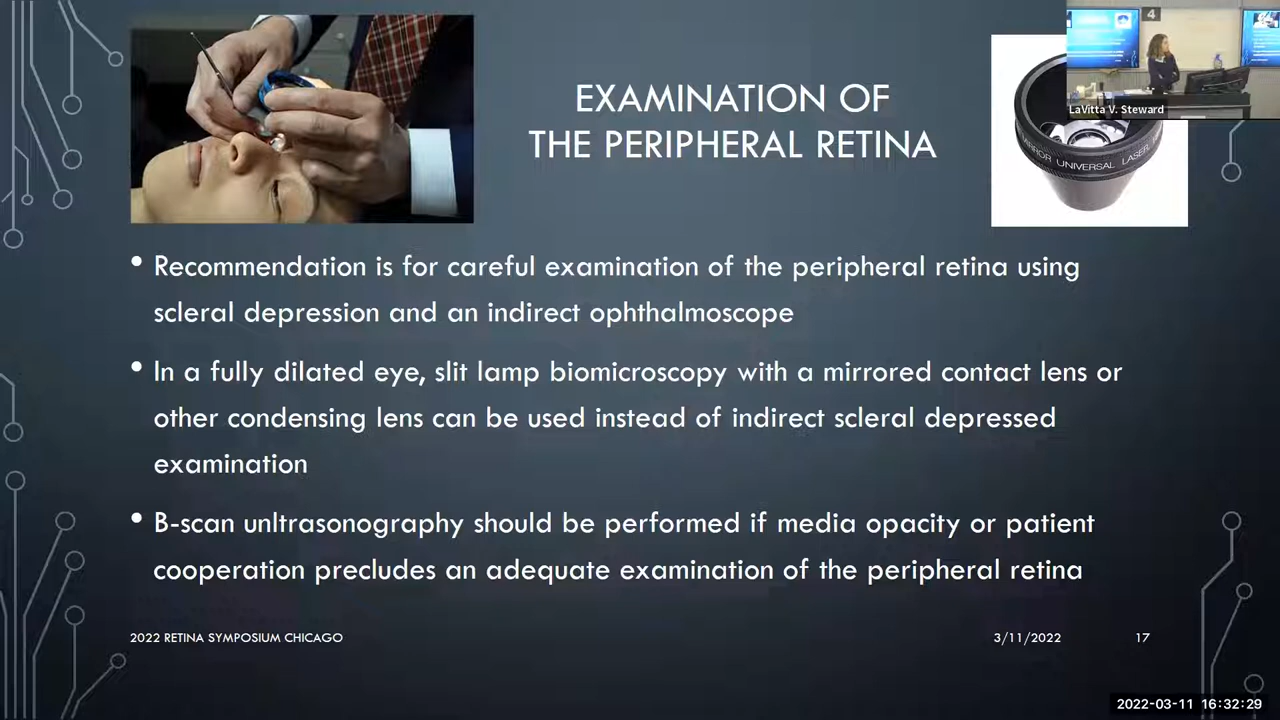 4
LaVitta V. Steward
EXAMINATION OF
THE PERIPHERAL RETINA
UNIVERSAL LASER
• Recommendation is for careful examination of the peripheral retina using
scleral depression and an indirect ophthalmoscope
• In a fully dilated eye, slit lamp biomicroscopy with a mirrored contact lens or
other condensing lens can be used instead of indirect scleral depressed
examination
• B-scan unltrasonography should be performed if media opacity or patient
cooperation precludes an adequate examination of the peripheral retina
2022 RETINA SYMPOSIUM CHICAGO
3/11/2022
17
2022-03-11 16:32:29